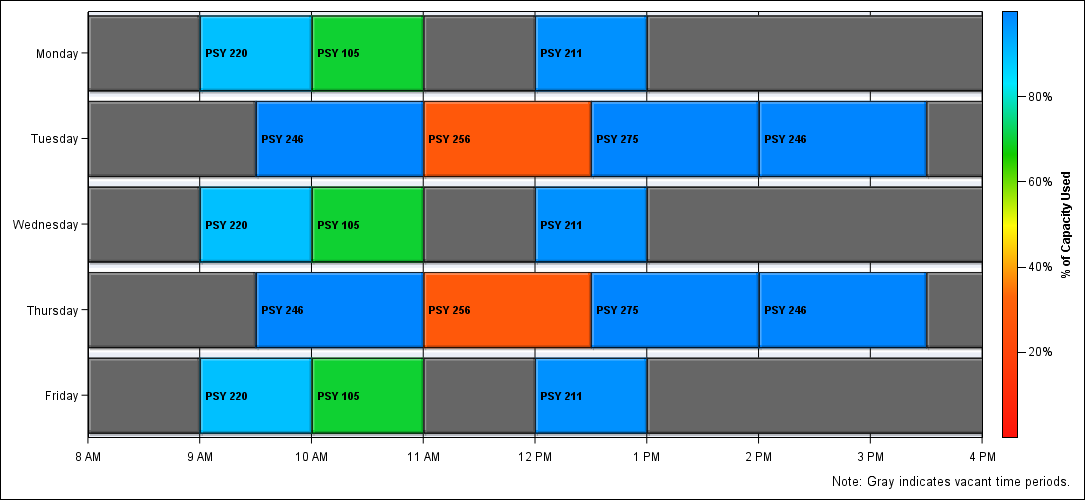 Monday PSY 220 PSY 105 PSY 211
80%
Tuesday PSY 246 PSY 256 PSY 275 PSY 246
60%
Wednesday PSY 220 PSY 105 PSY 211
% of Capacity Used
40%
Thursday PSY 246 PSY 256 PSY 275 PSY 246
20%
Friday PSY 220 PSY 105 PSY 211
8 AM 9 AM 10 AM 11 AM 12 PM 1 PM 2 PM 3 PM 4 PM
Note: Gray indicates vacant time periods.